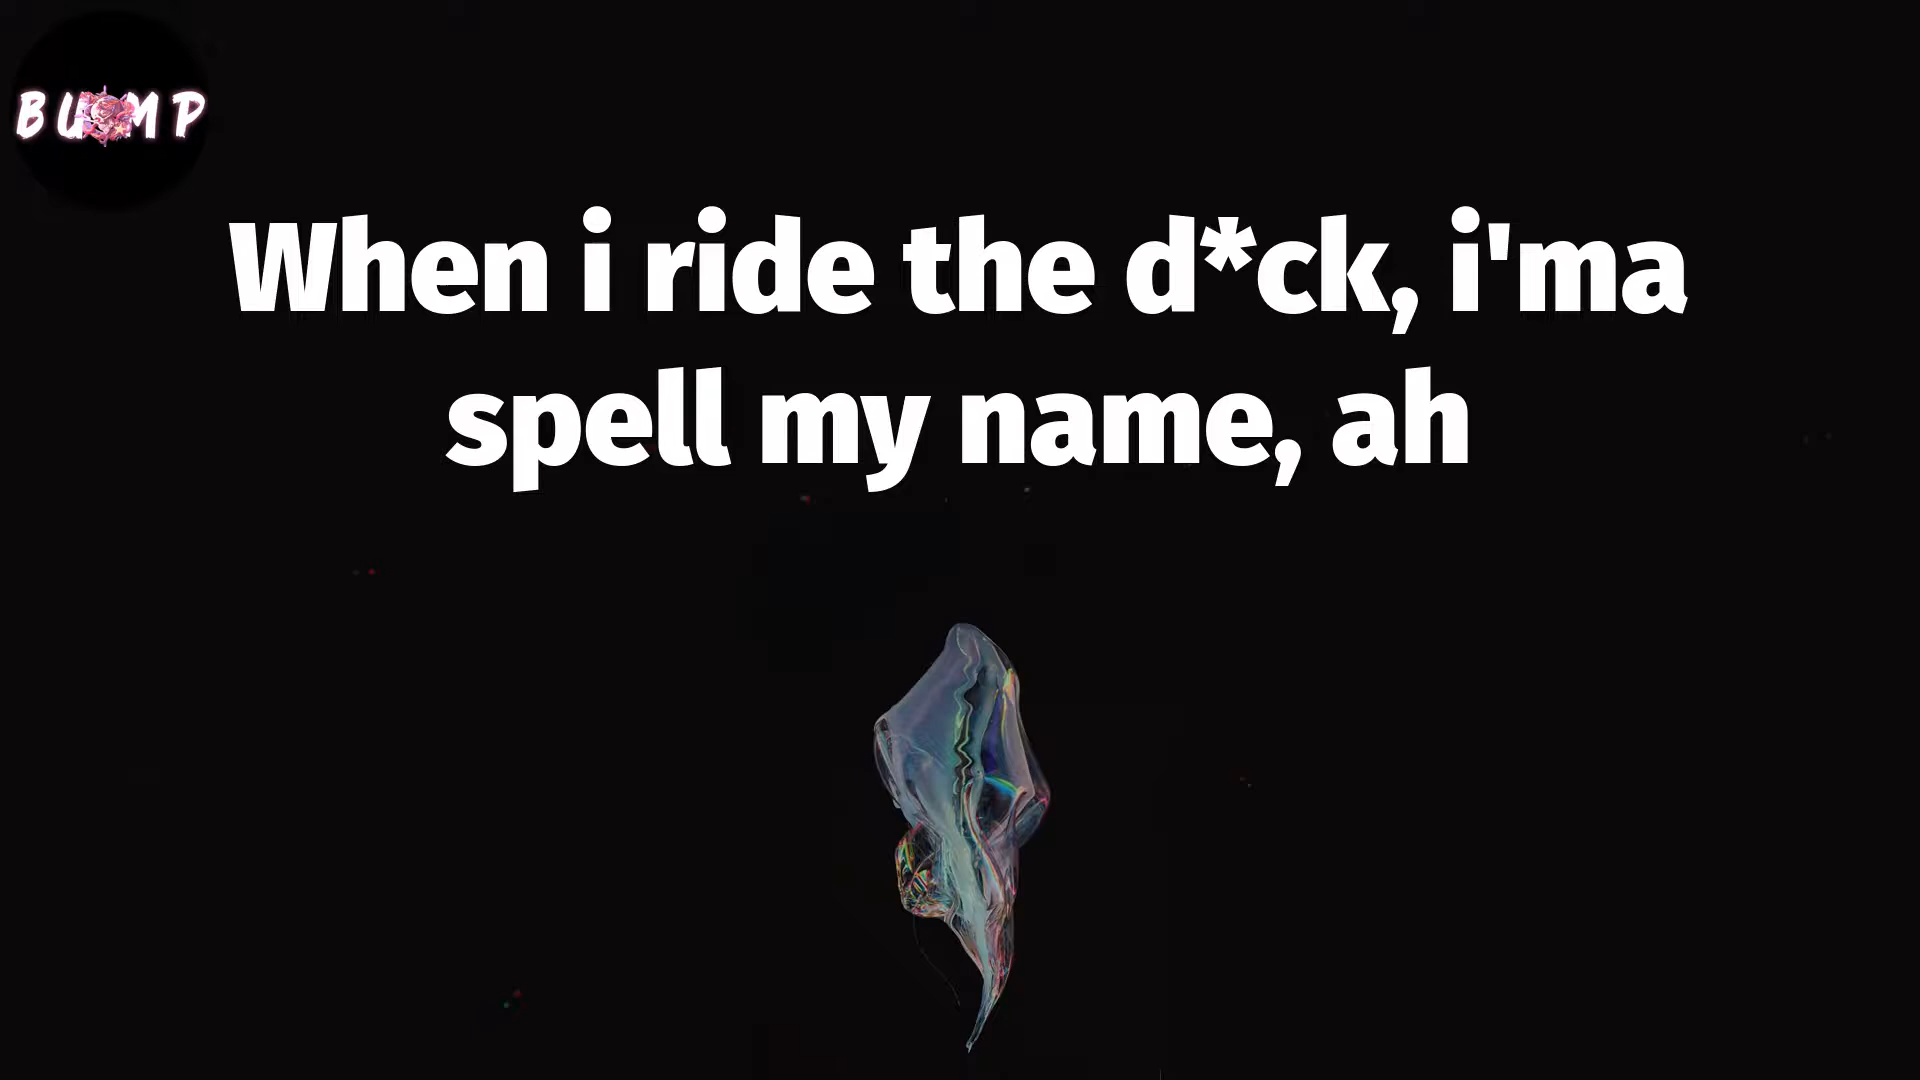 BUMP
When i ride the d*ck, i'ma
spell my name, ah